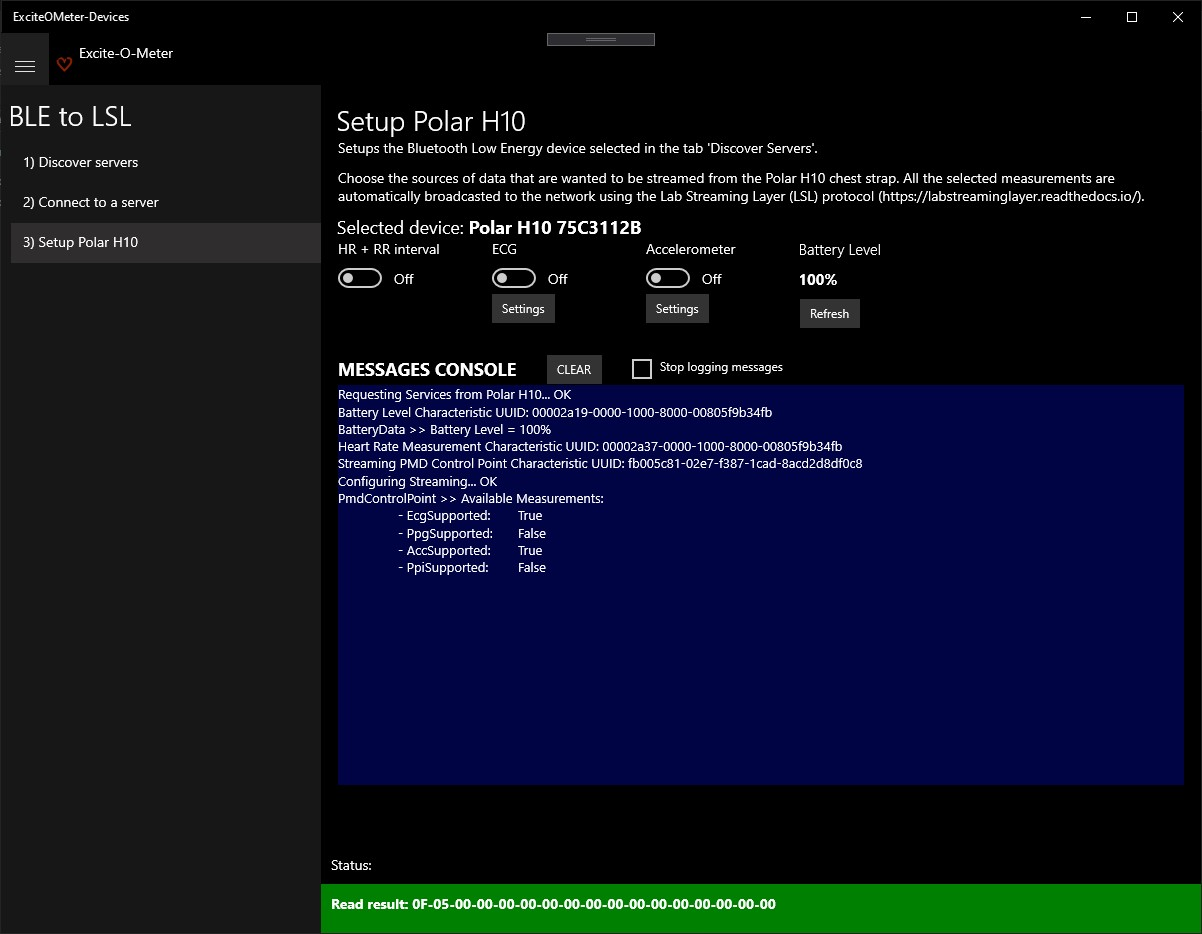 ExciteOMeter-Devices
Excite-O-Meter
BLE to LSL
1) Discover servers
2) Connect to a server
3) Setup Polar H10
Setup Polar H10
Setups the Bluetooth Low Energy device selected in the tab 'Discover Servers'.
Choose the sources of data that are wanted to be streamed from the Polar H10 chest strap. All the selected measurements are
automatically broadcasted to the network using the Lab Streaming Layer (LSL) protocol (https://labstreaminglayer.readthedocs.io/).
Selected device: Polar H10 75C3112B
HR + RR interval ECG Accelerometer Battery Level
Off Off Off 100%
Settings Settings Refresh
MESSAGES CONSOLE CLEAR Stop logging messages
Requesting Services from Polar H10... OK
Battery Level Characteristic UUID: 00002a19-0000-1000-8000-00805f9b34fb
BatteryData >> Battery Level = 100%
Heart Rate Measurement Characteristic UUID: 00002a37-0000-1000-8000-00805f9b34fb
Streaming PMD Control Point Characteristic UUID: fb005c81-02e7-f387-1cad-8acd2d8df0c8
Configuring Streaming... OK
PmdControlPoint >> Available Measurements:
- EcgSupported: True
- PpgSupported: False
- AccSupported: True
- PpiSupported: False
Status:
Read result: 0F-05-00-00-00-00-00-00-00-00-00-00-00-00-00-00-00